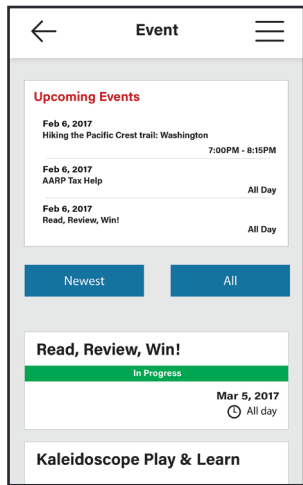 Event
Upcoming Events
Feb 6, 2017
Hiking the Pacific Crest trail: Washington
7:00PM - 8:15PM
Feb 6, 2017
AARP Tax Help
All Day
Feb 6, 2017
Read, Review, Win!
All Day
Newest
All
Read, Review, Win!
In Progress
Mar 5, 2017
All day
Kaleidoscope Play & Learn